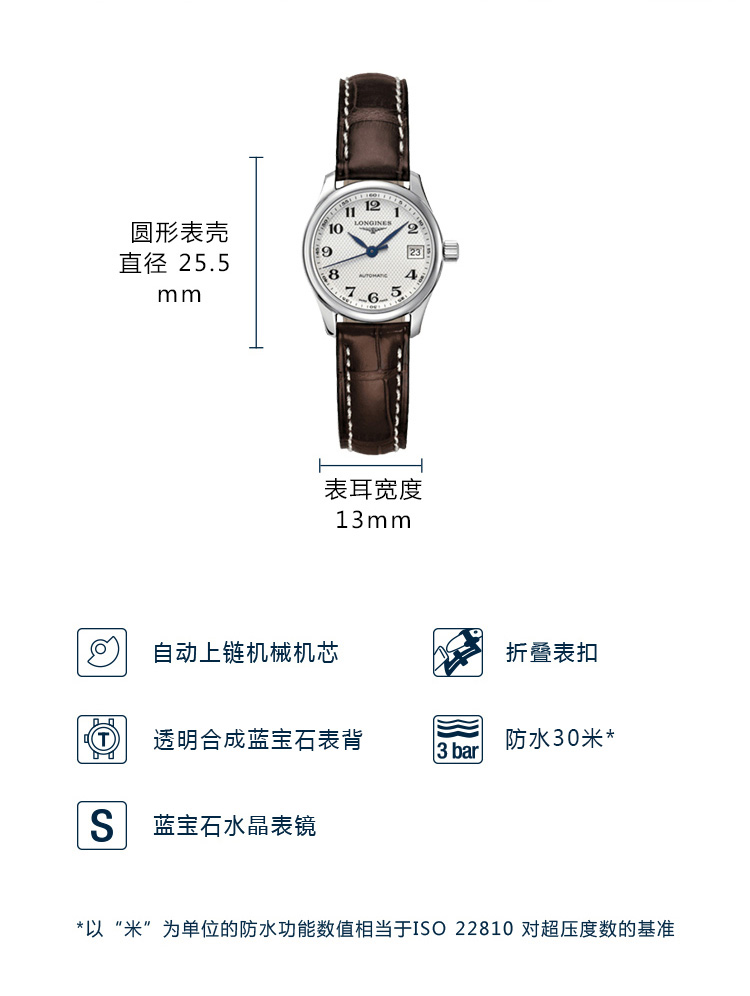 圆形表壳
直径 25.5
mm
12
11
1
LONGINES
10
2
9
23
8
AUTOMATIC
4
7
5
6
表耳宽度
13mm
自动上链机械机芯
折叠表扣
T
透明合成蓝宝石表背
3 bar
防水30米*
S
蓝宝石水晶表镜
*以“米”为单位的防水功能数值相当于ISO 22810 对超压度数的基准